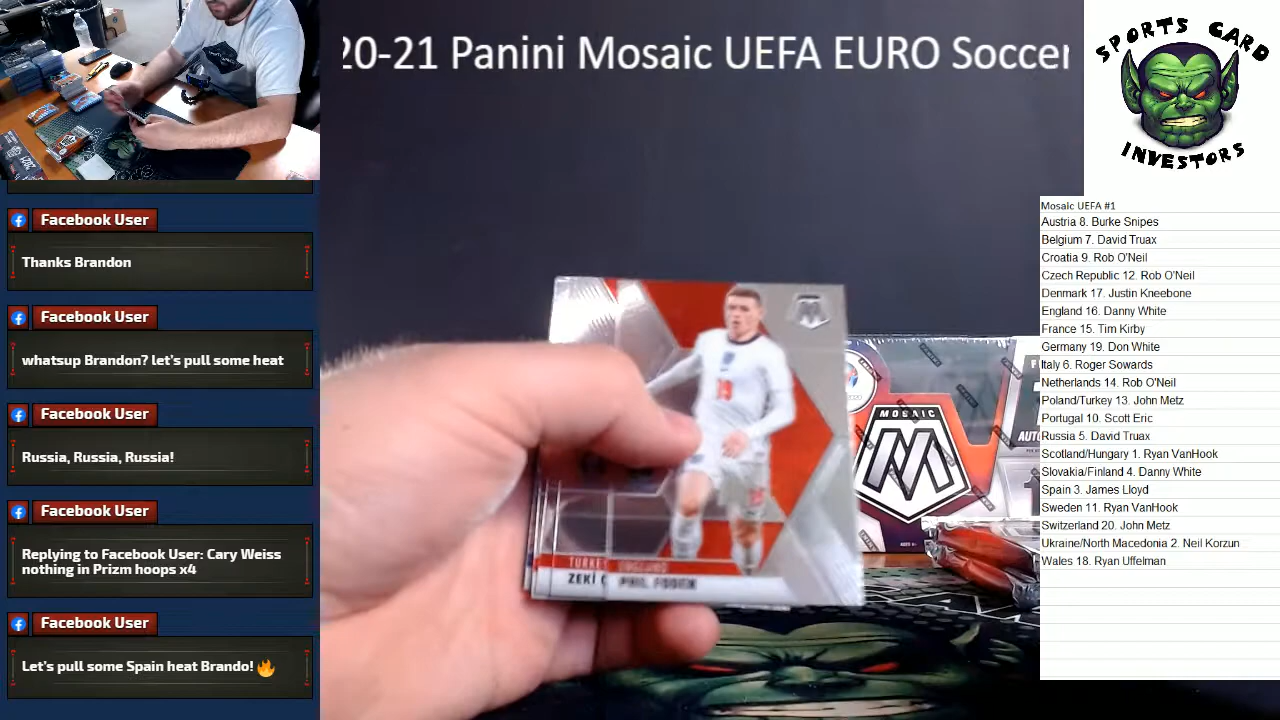 20-21 Panini Mosaic UEFA EURO Soccer
SPORTS CARD
INVESTORS
Facebook User
Thanks Brandon
Facebook User
whatsup Brandon? let's pull some heat
Facebook User
Russia, Russia, Russia!
Facebook User
Replying to Facebook User: Cary Weiss
nothing in Prizm hoops x4
Facebook User
Let's pull some Spain heat Brando! 🔥
Mosaic UEFA #1
Austria 8. Burke Snipes
Belgium 7. David Truax
Croatia 9. Rob O'Neil
Czech Republic 12. Rob O'Neil
Denmark 17. Justin Kneebone
England 16. Danny White
France 15. Tim Kirby
Germany 19. Don White
Italy 6. Roger Sowards
Netherlands 14. Rob O'Neil
Poland/Turkey 13. John Metz
Portugal 10. Scott Eric
Russia 5. David Truax
Scotland/Hungary 1. Ryan VanHook
Slovakia/Finland 4. Danny White
Spain 3. James Lloyd
Sweden 11. Ryan VanHook
Switzerland 20. John Metz
Ukraine/North Macedonia 2. Neil Korzun
Wales 18. Ryan Uffelman
MOSAIC
M
TURKEY ENGLAND
ZEKİ PHIL FODEN